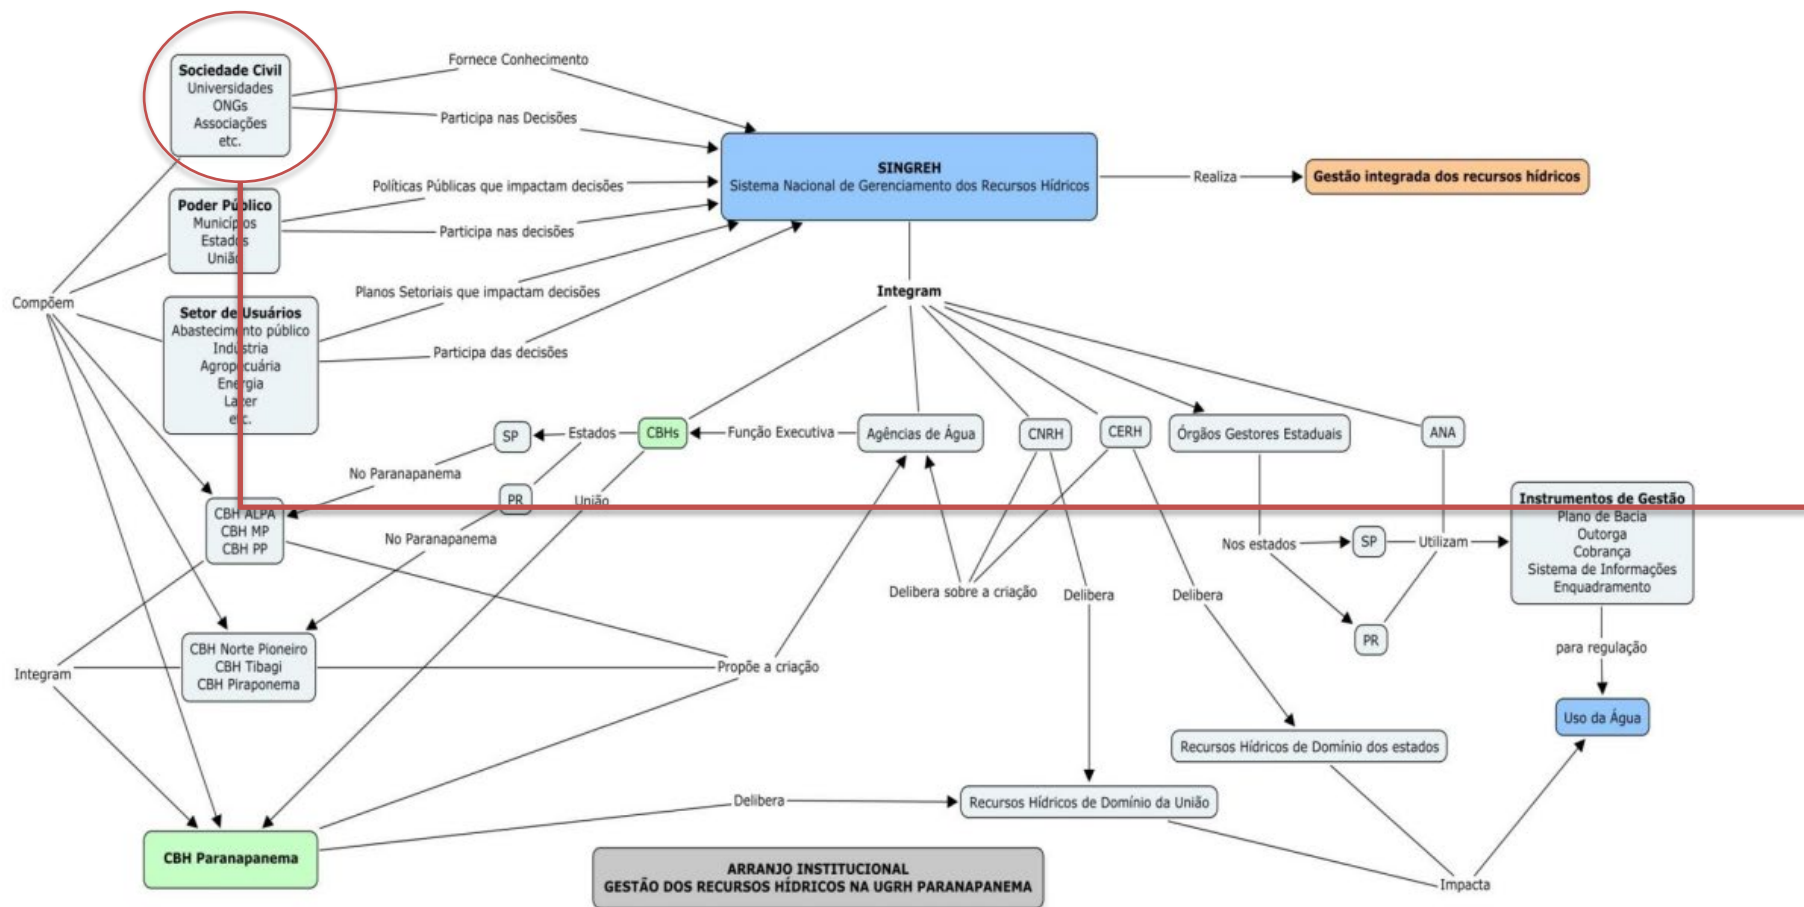 Sociedade Civil
Universidades
ONGs
Associações
etc.
Fornece Conhecimento
Participa nas Decisões
SINGREH
Sistema Nacional de Gerenciamento dos Recursos Hídricos
Realiza
Gestão integrada dos recursos hídricos
Poder Público
Municípios
Estados
União
Políticas Públicas que impactam decisões
Participa nas decisões
Compõem
Setor de Usuários
Abastecimento público
Indústria
Agropecuária
Energia
Lazer
etc.
Planos Setoriais que impactam decisões
Participa das decisões
Integram
SP
Estados
CBHs
Função Executiva
Agências de Água
CNRH
CERH
Órgãos Gestores Estaduais
ANA
No Paranapanema
PR
União
CBH ALPA
CBH MP
CBH PP
No Paranapanema
Instrumentos de Gestão
Plano de Bacia
Outorga
Cobrança
Sistema de Informações
Enquadramento
Nos estados
SP
Utilizam
PR
Delibera sobre a criação
Delibera
Delibera
para regulação
CBH Norte Pioneiro
CBH Tibagi
CBH Piraponema
Integram
Propõe a criação
Uso da Água
Recursos Hídricos de Domínio dos estados
Delibera
Recursos Hídricos de Domínio da União
CBH Paranapanema
ARRANJO INSTITUCIONAL
GESTÃO DOS RECURSOS HÍDRICOS NA UGRH PARANAPANEMA
Impacta